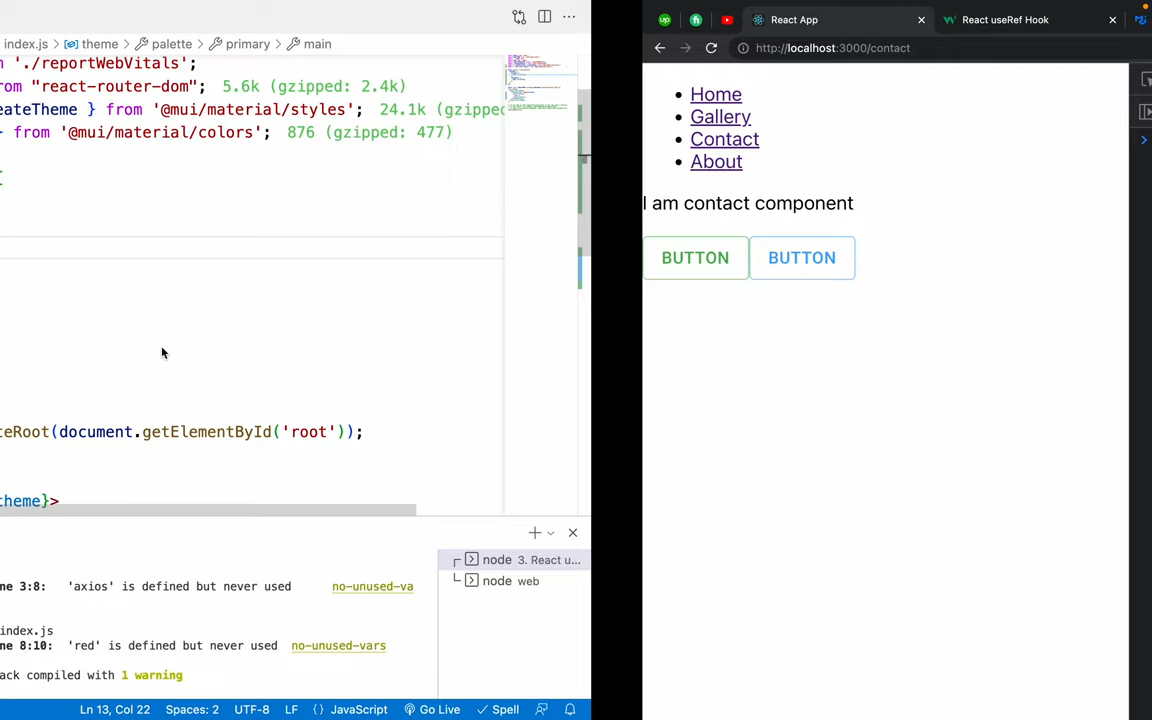 index.js > theme > palette > primary > main
'./reportWebVitals';
"react-router-dom"; 5.6k (gzipped: 2.4k)
eateTheme } from '@mui/material/styles'; 24.1k (gzippec
from '@mui/material/colors'; 876 (gzipped: 477)
teRoot(document.getElementById('root'));
theme}>
node 3. React u...
node web
ne 3:8: 'axios' is defined but never used no-unused-va
index.js
ne 8:10: 'red' is defined but never used no-unused-vars
ack compiled with 1 warning
Ln 13, Col 22 Spaces: 2 UTF-8 LF {} JavaScript Go Live Spell
up fi React App React useRef Hook
http://localhost:3000/contact
Home
Gallery
Contact
About
I am contact component
BUTTON BUTTON